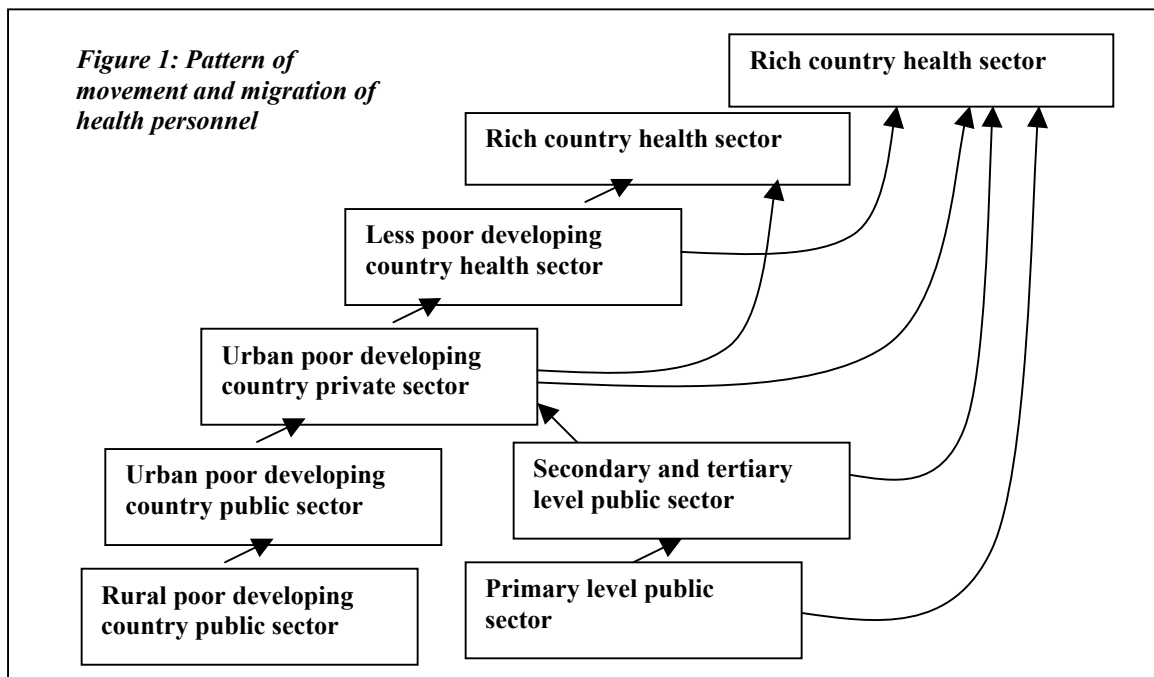 Figure 1: Pattern of
movement and migration of
health personnel
Rich country health sector
Rich country health sector
Less poor developing
country health sector
Urban poor developing
country private sector
Urban poor developing
country public sector
Secondary and tertiary
level public sector
Rural poor developing
country public sector
Primary level public
sector